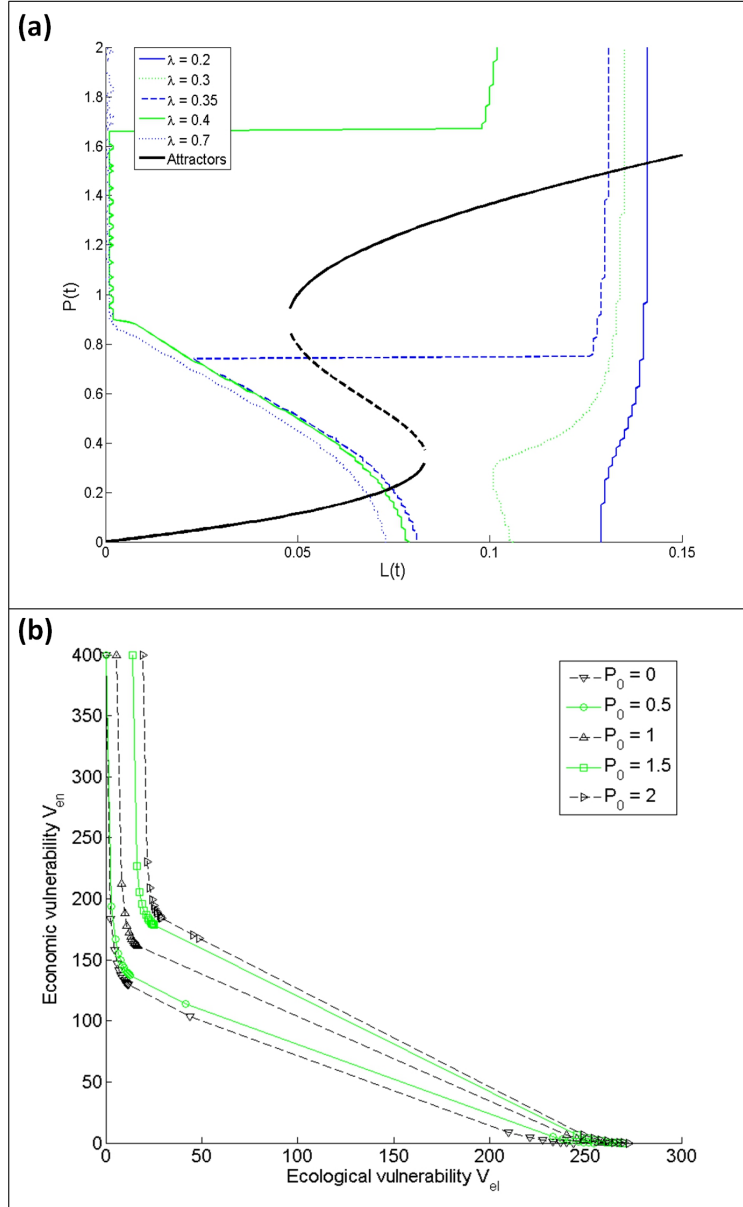 (a)
2
1.8
1.6
1.4
1.2
1
0.8
0.6
0.4
0.2
0
P(t)
λ = 0.2
λ = 0.3
λ = 0.35
λ = 0.4
λ = 0.7
Attractors
0
0.05
0.1
0.15
L(t)
(b)
400
350
300
250
200
150
100
50
0
Economic vulnerability V_en
P_0 = 0
P_0 = 0.5
P_0 = 1
P_0 = 1.5
P_0 = 2
0
50
100
150
200
250
300
Ecological vulnerability V_el